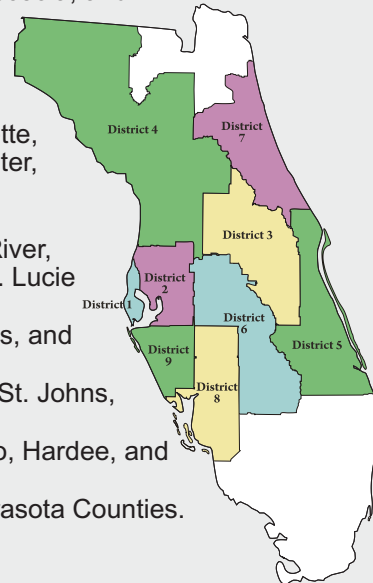 District 4
tte,
District
7
ter,
District 3
River,
. Lucie
District 1
District
2
District
6
s, and
District
9
District 5
St. Johns,
District
8
o, Hardee, and
rasota Counties.